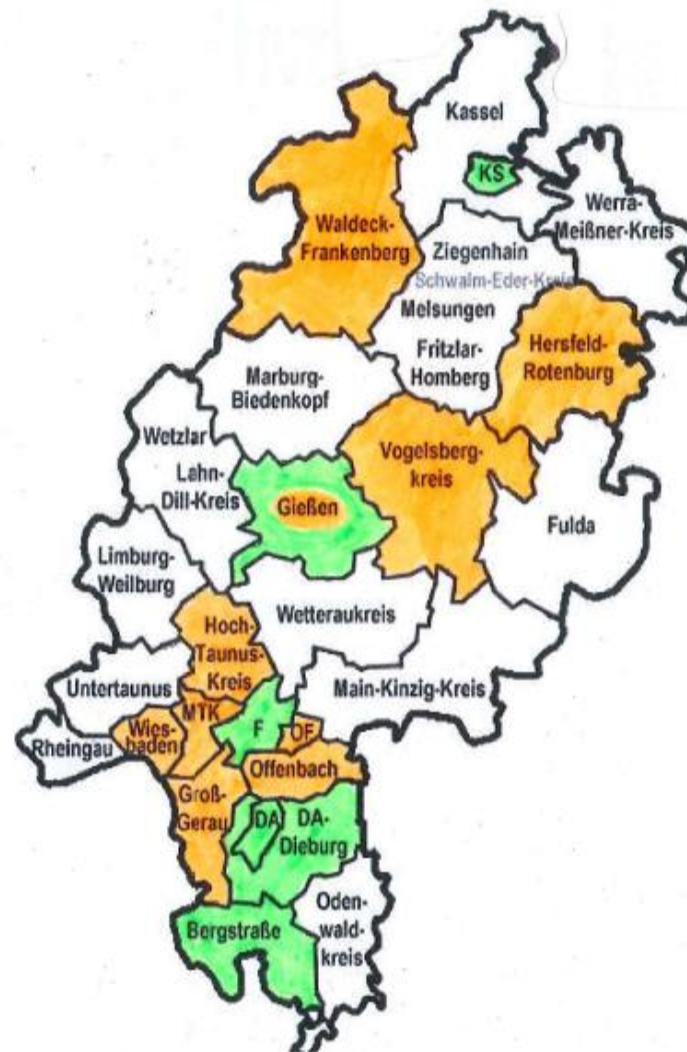 Kassel
KS
Werra-
Meißner-Kreis
Waldeck-
Frankenberg
Ziegenhain
Schwalm-Eder-Kreis
Melsungen
Fritzlar-
Homberg
Hersfeld-
Rotenburg
Marburg-
Biedenkopf
Wetzlar
Lahn-
Dill-Kreis
Vogelsberg-
kreis
Gießen
Fulda
Limburg-
Weilburg
Wetteraukreis
Hoch-
Taunus-
Kreis
Untertaunus
Main-Kinzig-Kreis
MTK
F
OF
Rheingau
Wies-
baden
Offenbach
Groß-
Gerau
DA
DA-
Dieburg
Bergstraße
Oden-
wald-
kreis